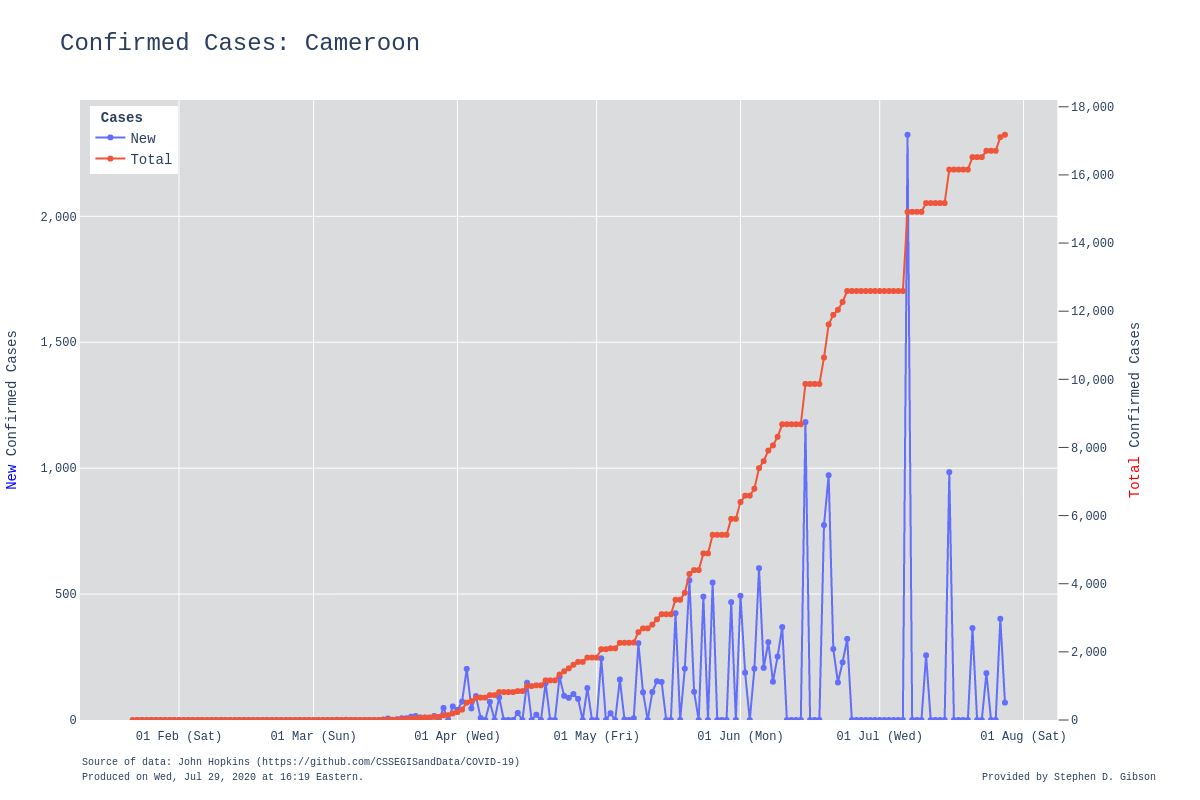 Confirmed Cases: Cameroon
Cases
New
Total
18,000
16,000
14,000
12,000
10,000
8,000
6,000
4,000
2,000
0
2,000
1,500
1,000
500
0
New Confirmed Cases
Total Confirmed Cases
01 Feb (Sat)
01 Mar (Sun)
01 Apr (Wed)
01 May (Fri)
01 Jun (Mon)
01 Jul (Wed)
01 Aug (Sat)
Source of data: John Hopkins (https://github.com/CSSEGISandData/COVID-19)
Produced on Wed, Jul 29, 2020 at 16:19 Eastern.
Provided by Stephen D. Gibson